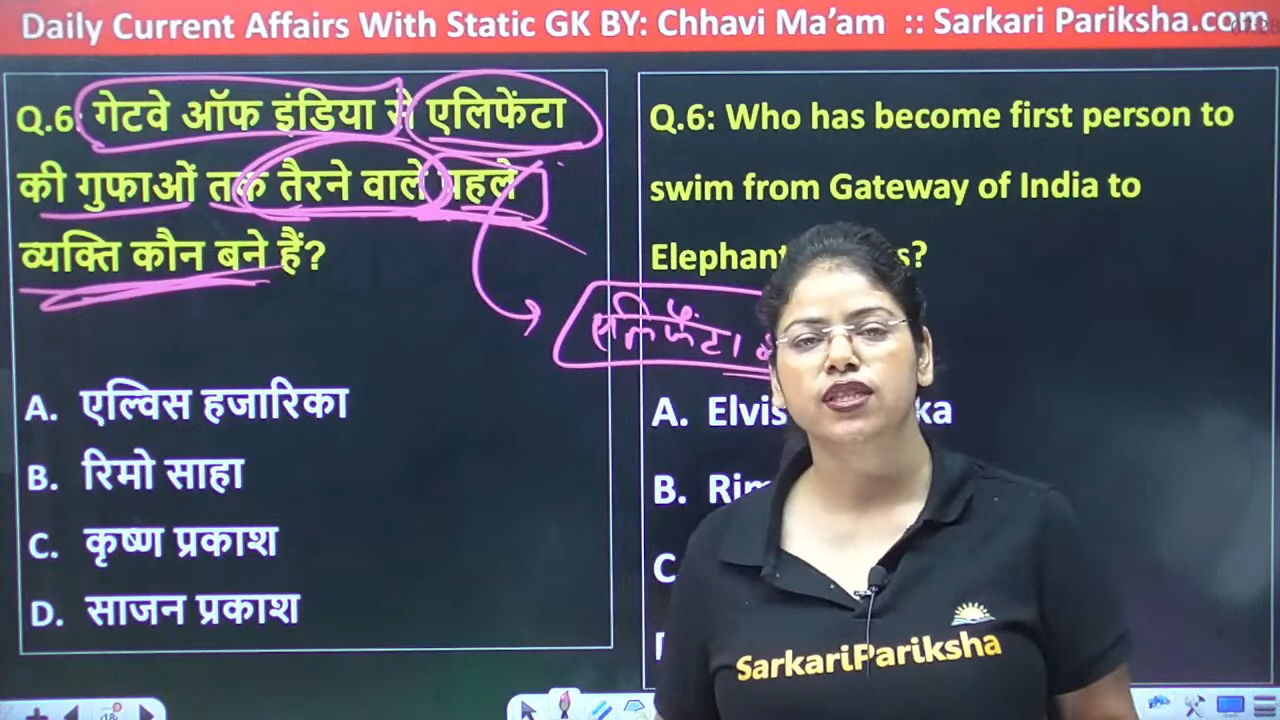 Daily Current Affairs With Static GK BY: Chhavi Ma'am :: Sarkari Pariksha.com
Q.6: गेटवे ऑफ इंडिया से एलिफेंटा
की गुफाओं तक तैरने वाले पहले
व्यक्ति कौन बने हैं?
A. एल्विस हजारिका
B. रिमो साहा
C. कृष्ण प्रकाश
D. साजन प्रकाश
Q.6: Who has become first person to
swim from Gateway of India to
Elephant s?
A. Elvis ka
B. Rim
C
SarkariPariksha